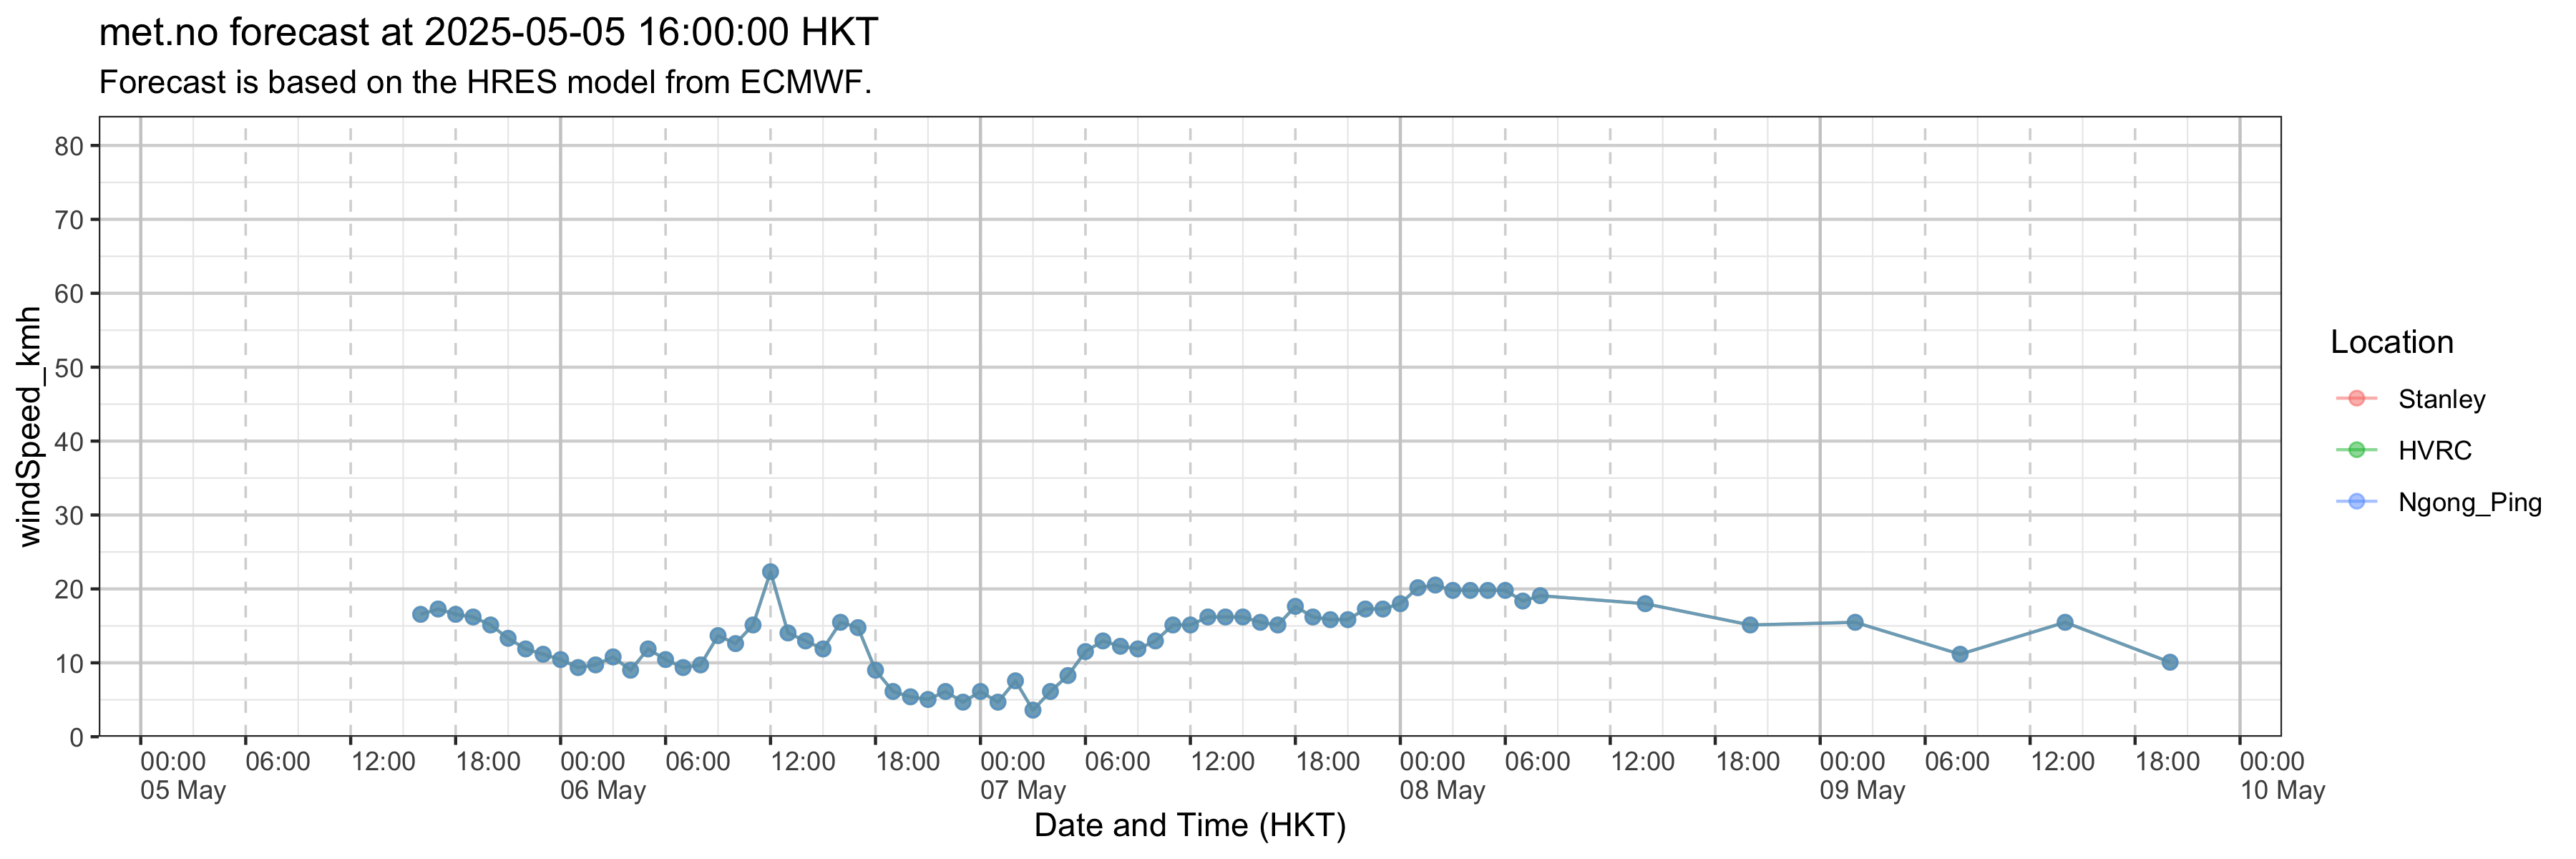 met.no forecast at 2025-05-05 16:00:00 HKT
Forecast is based on the HRES model from ECMWF.
windSpeed_kmh
80
70
60
50
40
30
20
10
0
00:00 06:00 12:00 18:00 00:00 06:00 12:00 18:00 00:00 06:00 12:00 18:00 00:00 06:00 12:00 18:00 00:00 06:00 12:00 18:00 00:00
05 May 06 May 07 May 08 May 09 May 10 May
Date and Time (HKT)
Location
Stanley
HVRC
Ngong_Ping